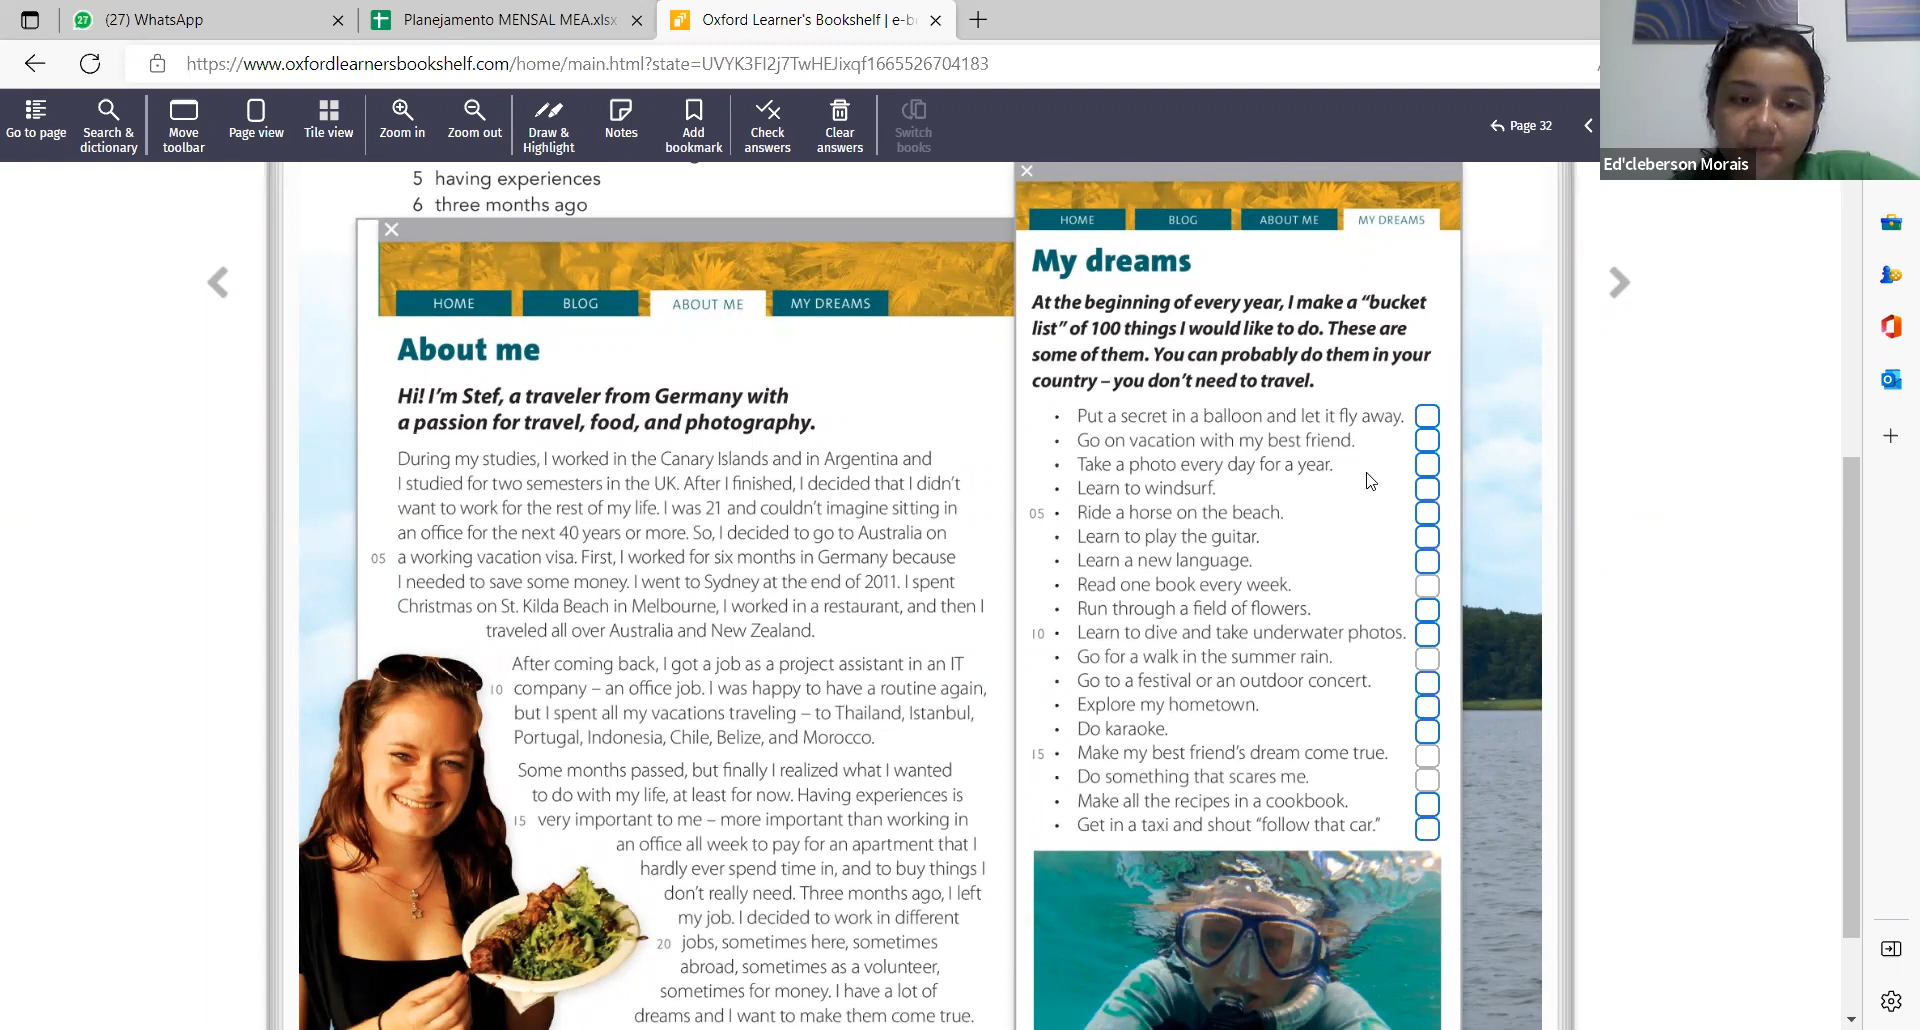 (27) WhatsApp
Planejamento MENSAL MEA.xlsx
Oxford Learner's Bookshelf | e-b
https://www.oxfordlearnersbookshelf.com/home/main.html?state=UVYK3FI2j7TwHEJixqf1665526704183
Go to page
Search & dictionary
Move toolbar
Page view
Tile view
Zoom in
Zoom out
Draw & Highlight
Notes
Add bookmark
Check answers
Clear answers
Switch books
Page 32
Ed'cleberson Morais
5 having experiences
6 three months ago
HOME BLOG ABOUT ME MY DREAMS
About me
Hi! I'm Stef, a traveler from Germany with
a passion for travel, food, and photography.
During my studies, I worked in the Canary Islands and in Argentina and
I studied for two semesters in the UK. After I finished, I decided that I didn't
want to work for the rest of my life. I was 21 and couldn't imagine sitting in
an office for the next 40 years or more. So, I decided to go to Australia on
05 a working vacation visa. First, I worked for six months in Germany because
I needed to save some money. I went to Sydney at the end of 2011. I spent
Christmas on St. Kilda Beach in Melbourne, I worked in a restaurant, and then I
traveled all over Australia and New Zealand.
After coming back, I got a job as a project assistant in an IT
10 company – an office job. I was happy to have a routine again,
but I spent all my vacations traveling – to Thailand, Istanbul,
Portugal, Indonesia, Chile, Belize, and Morocco.
Some months passed, but finally I realized what I wanted
to do with my life, at least for now. Having experiences is
15 very important to me – more important than working in
an office all week to pay for an apartment that I
hardly ever spend time in, and to buy things I
don't really need. Three months ago, I left
my job. I decided to work in different
20 jobs, sometimes here, sometimes
abroad, sometimes as a volunteer,
sometimes for money. I have a lot of
dreams and I want to make them come true.
HOME BLOG ABOUT ME MY DREAMS
My dreams
At the beginning of every year, I make a “bucket
list” of 100 things I would like to do. These are
some of them. You can probably do them in your
country – you don't need to travel.
• Put a secret in a balloon and let it fly away.
• Go on vacation with my best friend.
• Take a photo every day for a year.
• Learn to windsurf.
05 • Ride a horse on the beach.
• Learn to play the guitar.
• Learn a new language.
• Read one book every week.
• Run through a field of flowers.
10 • Learn to dive and take underwater photos.
• Go for a walk in the summer rain.
• Go to a festival or an outdoor concert.
• Explore my hometown.
• Do karaoke.
15 • Make my best friend's dream come true.
• Do something that scares me.
• Make all the recipes in a cookbook.
• Get in a taxi and shout “follow that car.”